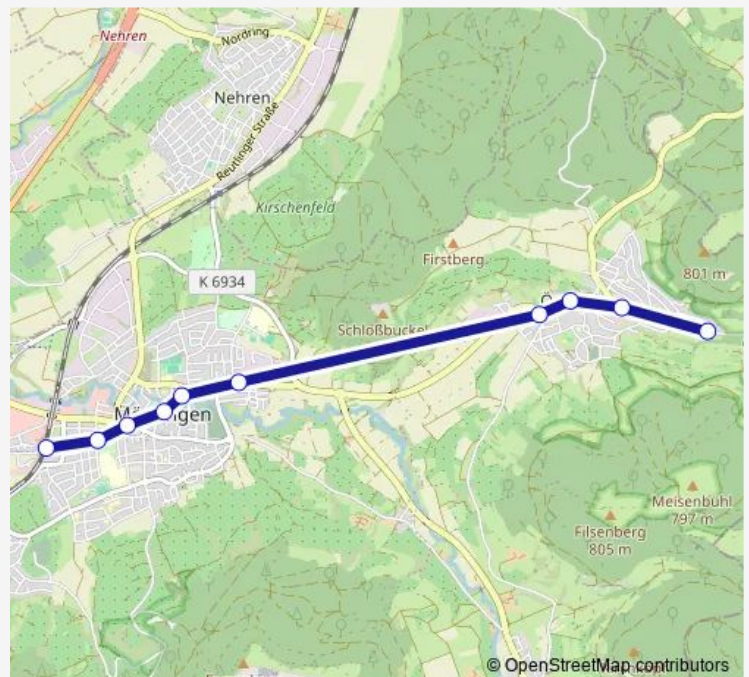 Nehren
Nordring
Nehren
Reutlinger Straße
Kirschenfeld
K 6934
Firstberg
801 m
Schloßbuckel
Meisenbühl
797 m
Filsenberg
805 m
© OpenStreetMap contributors